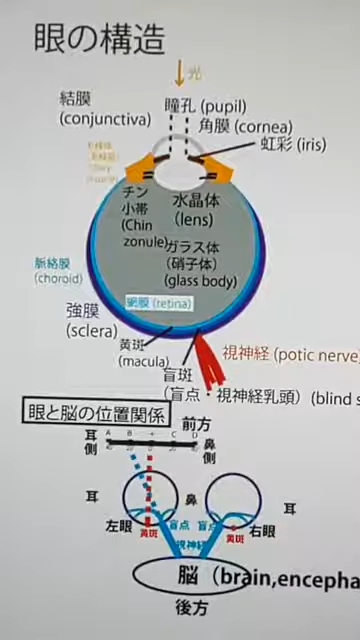 眼の構造
光
結膜
(conjunctiva)
瞳孔 (pupil)
角膜 (cornea)
虹彩 (iris)
チン
小帯
(Chin
zonule)
水晶体
(lens)
ガラス体
(硝子体)
(glass body)
脈絡膜
(choroid)
網膜 (retina)
強膜
(sclera)
黄斑
(macula)
視神経 (potic nerve
盲斑
(盲点・視神経乳頭) (blind s
眼と脳の位置関係
前方
耳側
鼻側
A B + C D
耳
鼻
耳
左眼
盲点
盲点
右眼
黄斑
黄斑
視神経
脳 (brain,encepha
後方